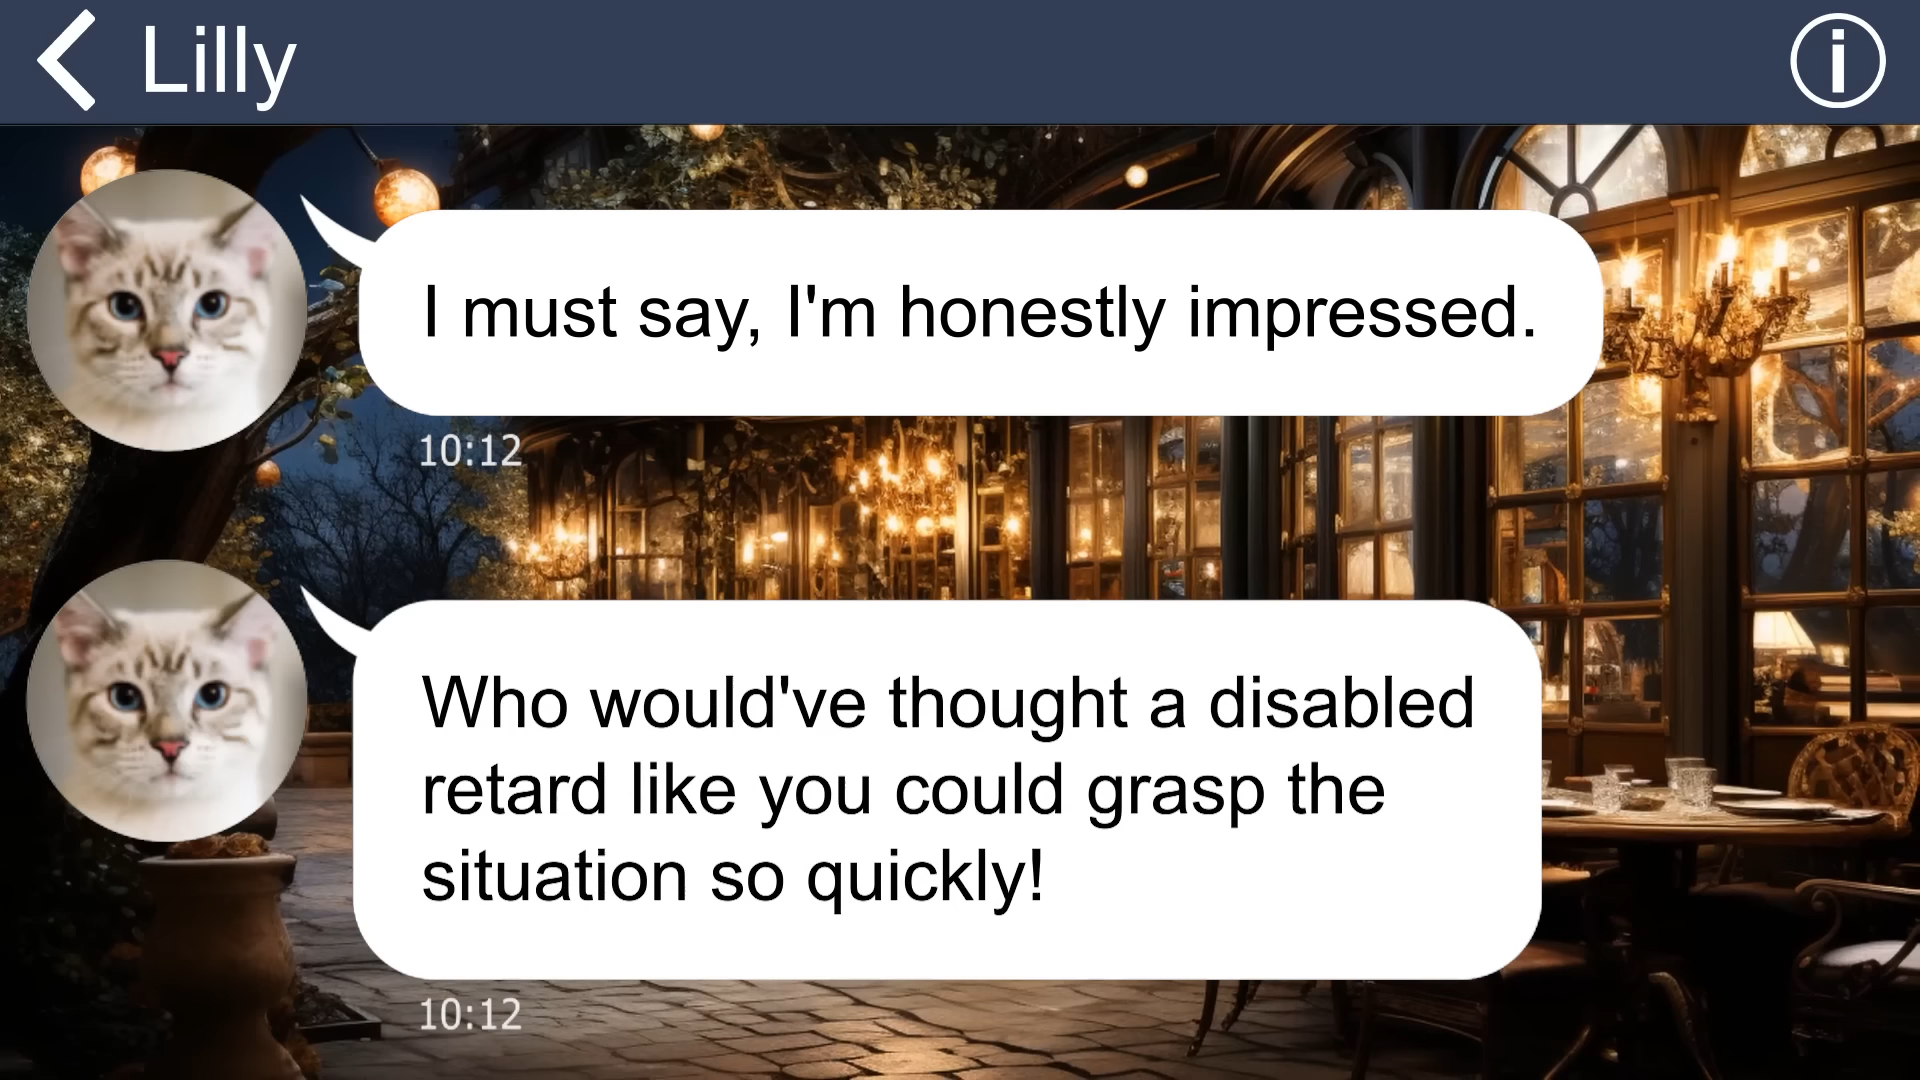 Lilly
I must say, I'm honestly impressed.
10:12
Who would've thought a disabled
retard like you could grasp the
situation so quickly!
10:12